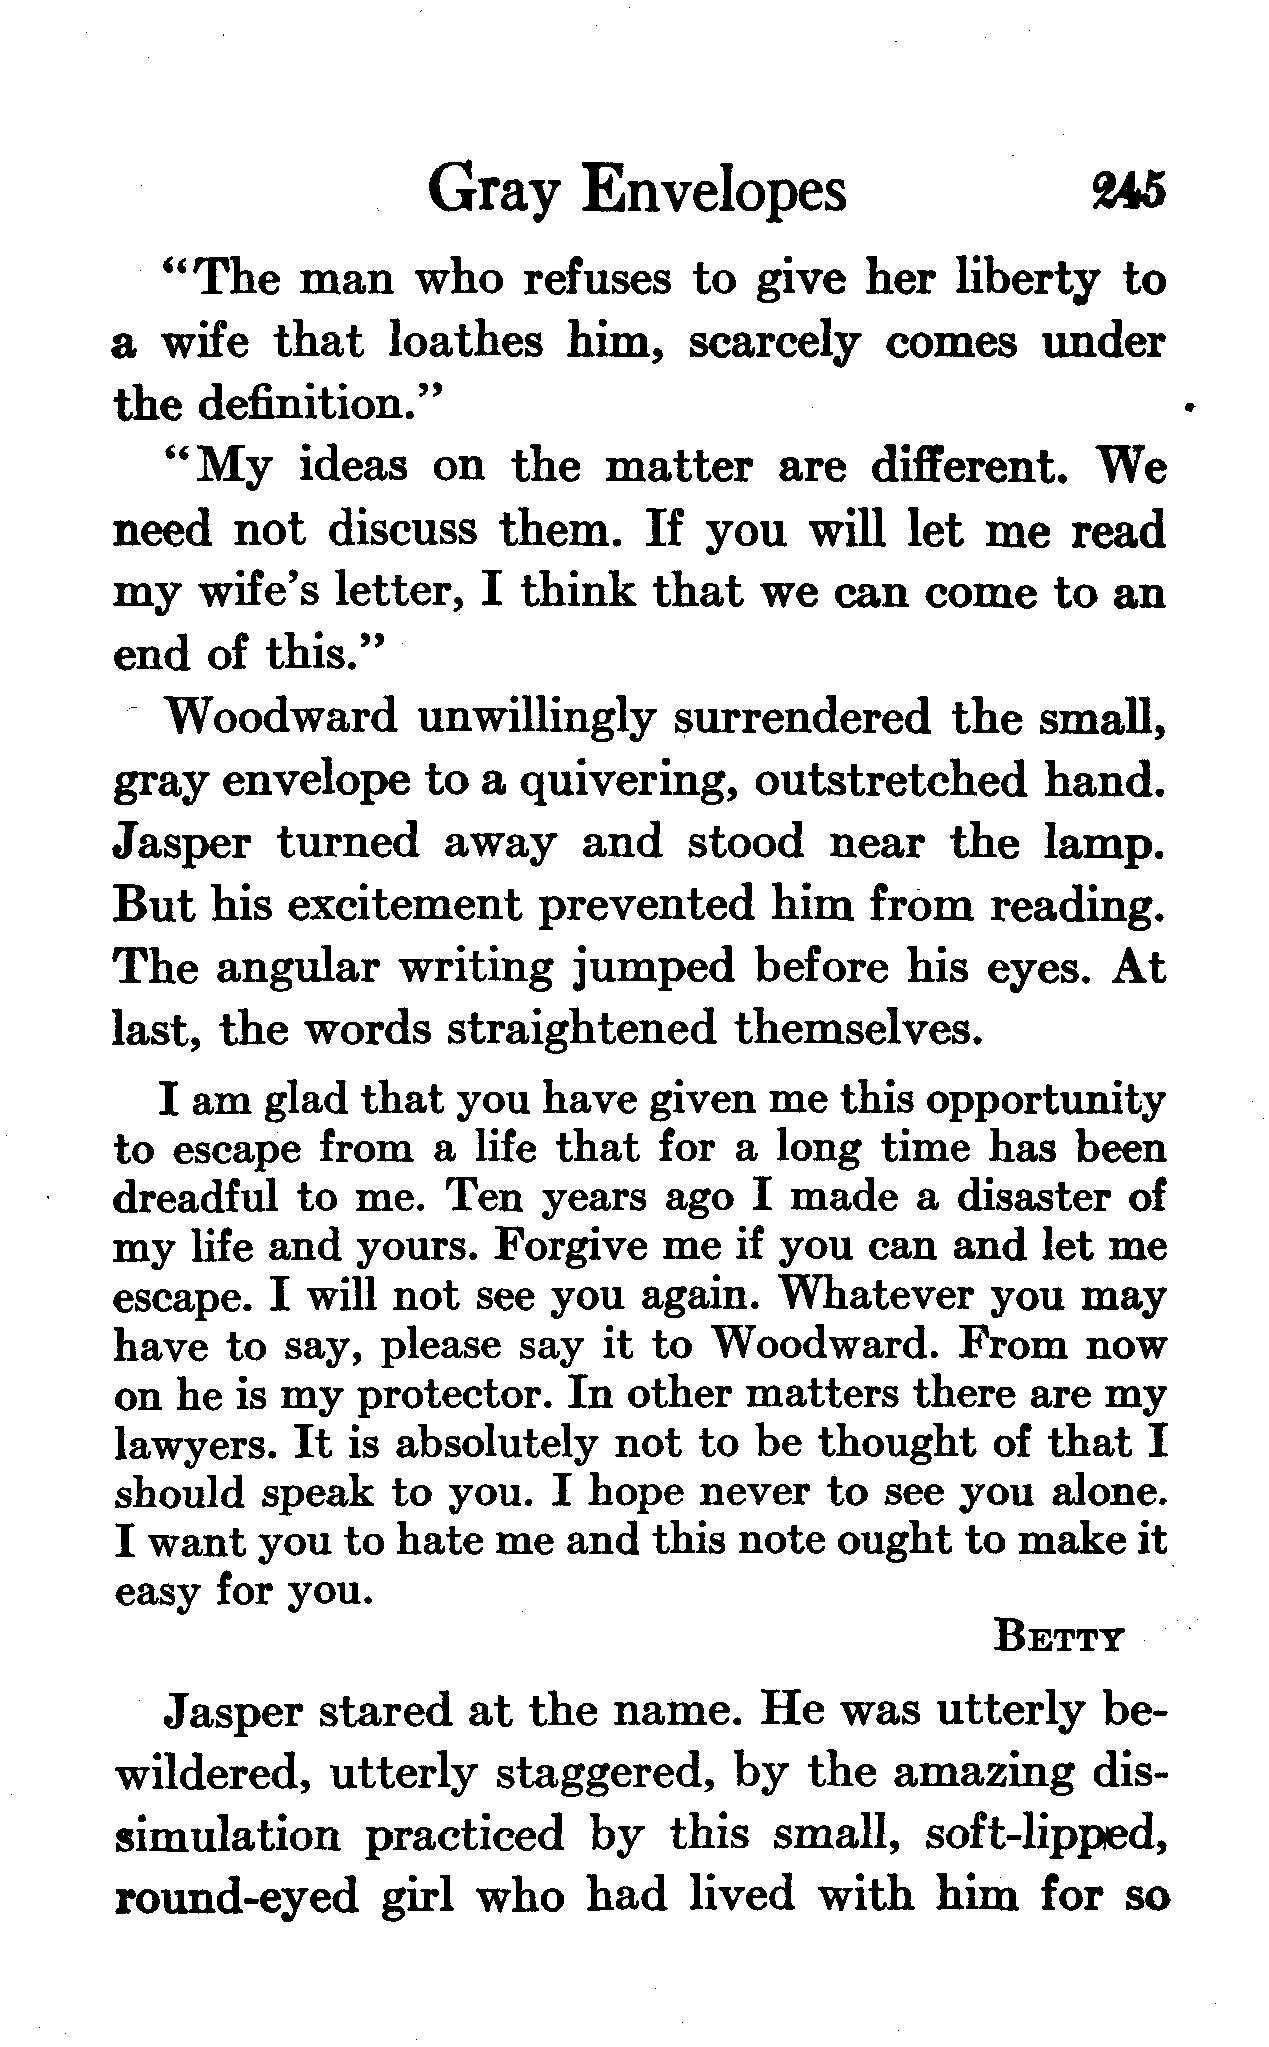 Gray Envelopes 245
“The man who refuses to give her liberty to
a wife that loathes him, scarcely comes under
the definition.”
“My ideas on the matter are different. We
need not discuss them. If you will let me read
my wife’s letter, I think that we can come to an
end of this.”
Woodward unwillingly surrendered the small,
gray envelope to a quivering, outstretched hand.
Jasper turned away and stood near the lamp.
But his excitement prevented him from reading.
The angular writing jumped before his eyes. At
last, the words straightened themselves.
I am glad that you have given me this opportunity
to escape from a life that for a long time has been
dreadful to me. Ten years ago I made a disaster of
my life and yours. Forgive me if you can and let me
escape. I will not see you again. Whatever you may
have to say, please say it to Woodward. From now
on he is my protector. In other matters there are my
lawyers. It is absolutely not to be thought of that I
should speak to you. I hope never to see you alone.
I want you to hate me and this note ought to make it
easy for you.
BETTY
Jasper stared at the name. He was utterly be-
wildered, utterly staggered, by the amazing dis-
simulation practiced by this small, soft-lipped,
round-eyed girl who had lived with him for so